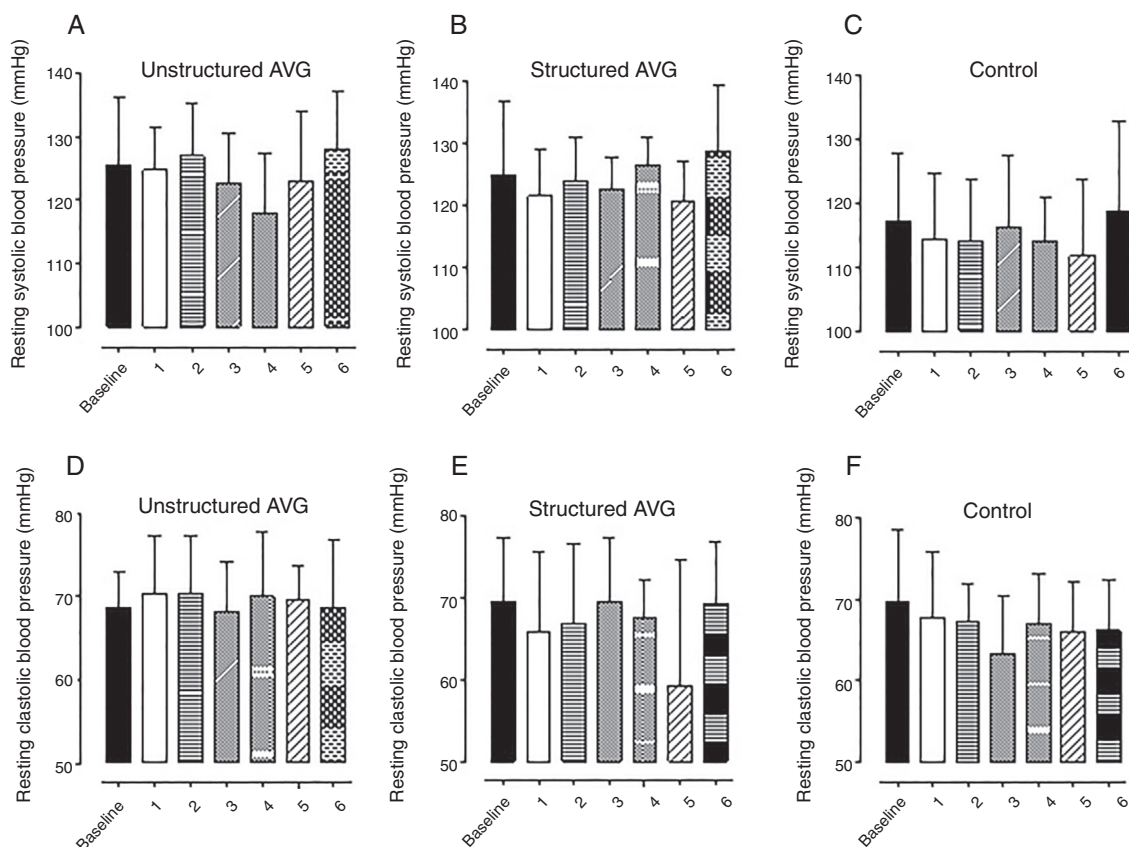 A
Unstructured AVG
Resting systolic blood pressure (mmHg)
140
130
120
110
100
Baseline
1
2
3
4
5
6
B
Structured AVG
Resting systolic blood pressure (mmHg)
140
130
120
110
100
Baseline
1
2
3
4
5
6
C
Control
Resting systolic blood pressure (mmHg)
140
130
120
110
100
Baseline
1
2
3
4
5
6
D
Unstructured AVG
Resting clastolic blood pressure (mmHg)
80
70
60
50
Baseline
1
2
3
4
5
6
E
Structured AVG
Resting clastolic blood pressure (mmHg)
80
70
60
50
Baseline
1
2
3
4
5
6
F
Control
Resting clastolic blood pressure (mmHg)
80
70
60
50
Baseline
1
2
3
4
5
6